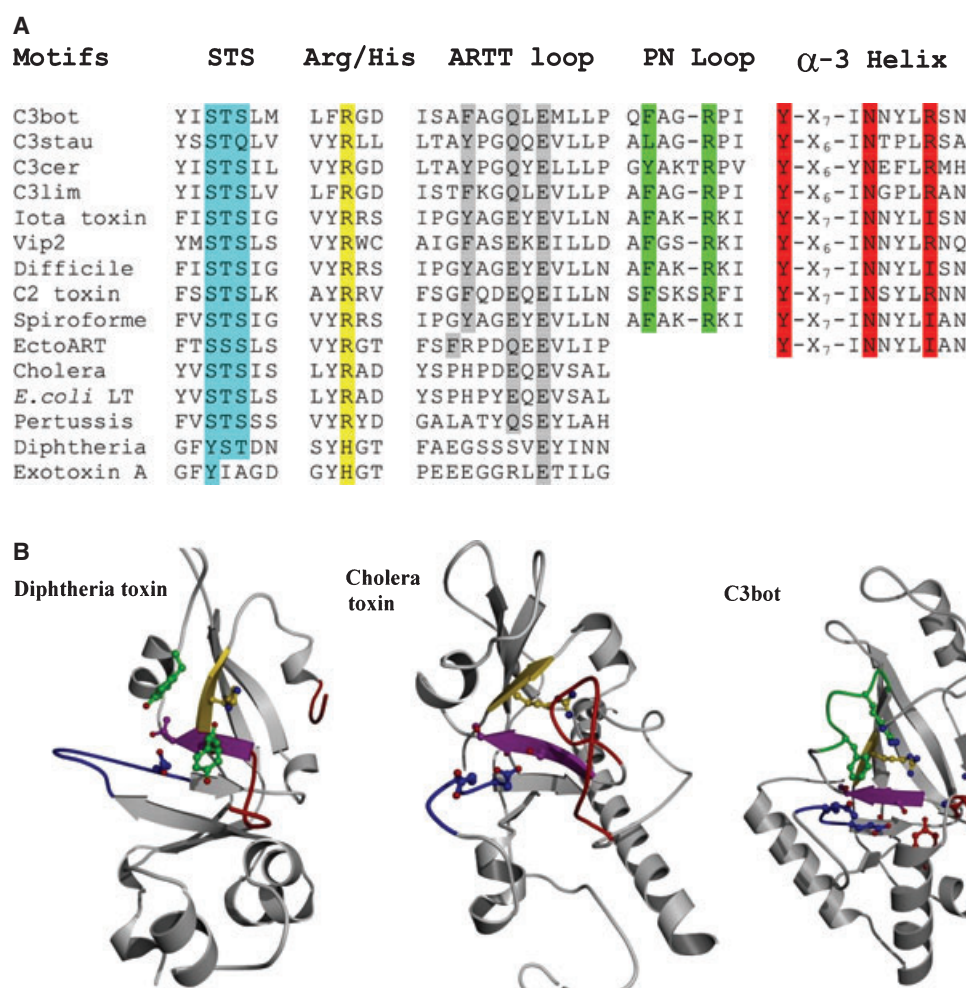 A
Motifs STS Arg/His ARTT loop PN Loop α-3 Helix
C3bot YISTSLM LFRGD ISAFAGQLEMLLP QFAG-RPI Y-X7-INNYLRSN
C3stau YSSTQLV VYRLL LTAYPGQQEVLLP ALAG-RPI Y-X6-INTPLRSA
C3cer YISTSIL VYRGD LTAYPGQYELLLP GYAKTRPV Y-X6-YNEFLRMH
C3lim YISTSLV LFRGD ISTFKGQLEVLLP AFAG-RPI Y-X6-INGPLRAN
Iota toxin FISTSIG VYRRS IPGYAGEYEVLLN AFAK-RKI Y-X7-INNYLISN
Vip2 YMSTSLS VYRWC AIGFASEKEILLD AFGS-RKI Y-X6-INNYLRNQ
Difficile FISTSIG VYRRS IPGYAGEYEVLLN AFAK-RKI Y-X7-INNYLISN
C2 toxin FSSTSLK AYRRV FSGFQDEQEILLN SFSKSRFI Y-X7-INSYLRNN
Spiroforme FVSTSIG VYRRS IPGYAGEYEVLLN AFAK-RKI Y-X7-INNYLIAN
EctoART FTSSSLS VYRGT FSFRPDQEEVLIP Y-X7-INNYLIAN
Cholera YVSTSIS LYRAD YSPHPDEQEVSAL
E.coli LT YVSTSLS LYRAD YSPHPYEQEVSAL
Pertussis FVSTSSS VYRYD GALATYQSEYLAH
Diphtheria GFYSTDN SYHGT FAEGSSSVEYINN
Exotoxin A GFYIAGD GYHGT PEEEGGRLETILG
B
Diphtheria toxin
Cholera
toxin
C3bot